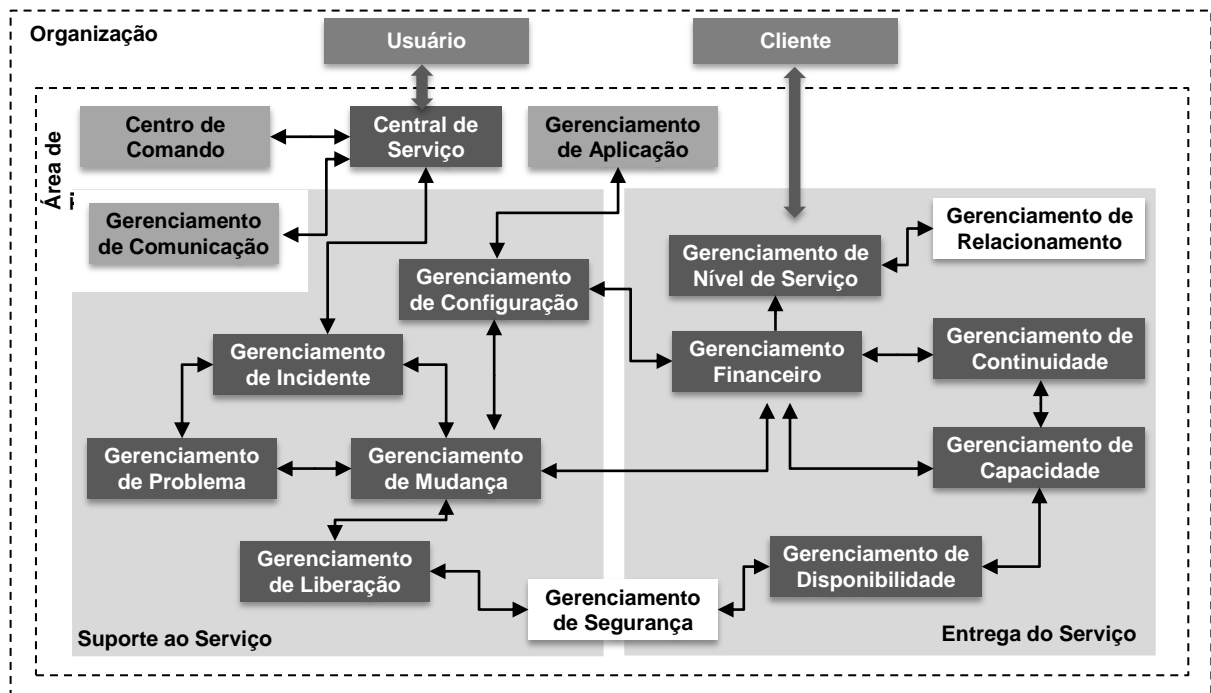 Organização
Usuário
Cliente
Centro de
Comando
Central de
Serviço
Gerenciamento
de Aplicação
Área de
Gerenciamento
de Comunicação
Gerenciamento de
Relacionamento
Gerenciamento de
Nível de Serviço
Gerenciamento
de Configuração
Gerenciamento
de Incidente
Gerenciamento
Financeiro
Gerenciamento de
Continuidade
Gerenciamento
de Problema
Gerenciamento
de Mudança
Gerenciamento de
Capacidade
Gerenciamento
de Liberação
Gerenciamento de
Disponibilidade
Gerenciamento
de Segurança
Suporte ao Serviço
Entrega do Serviço